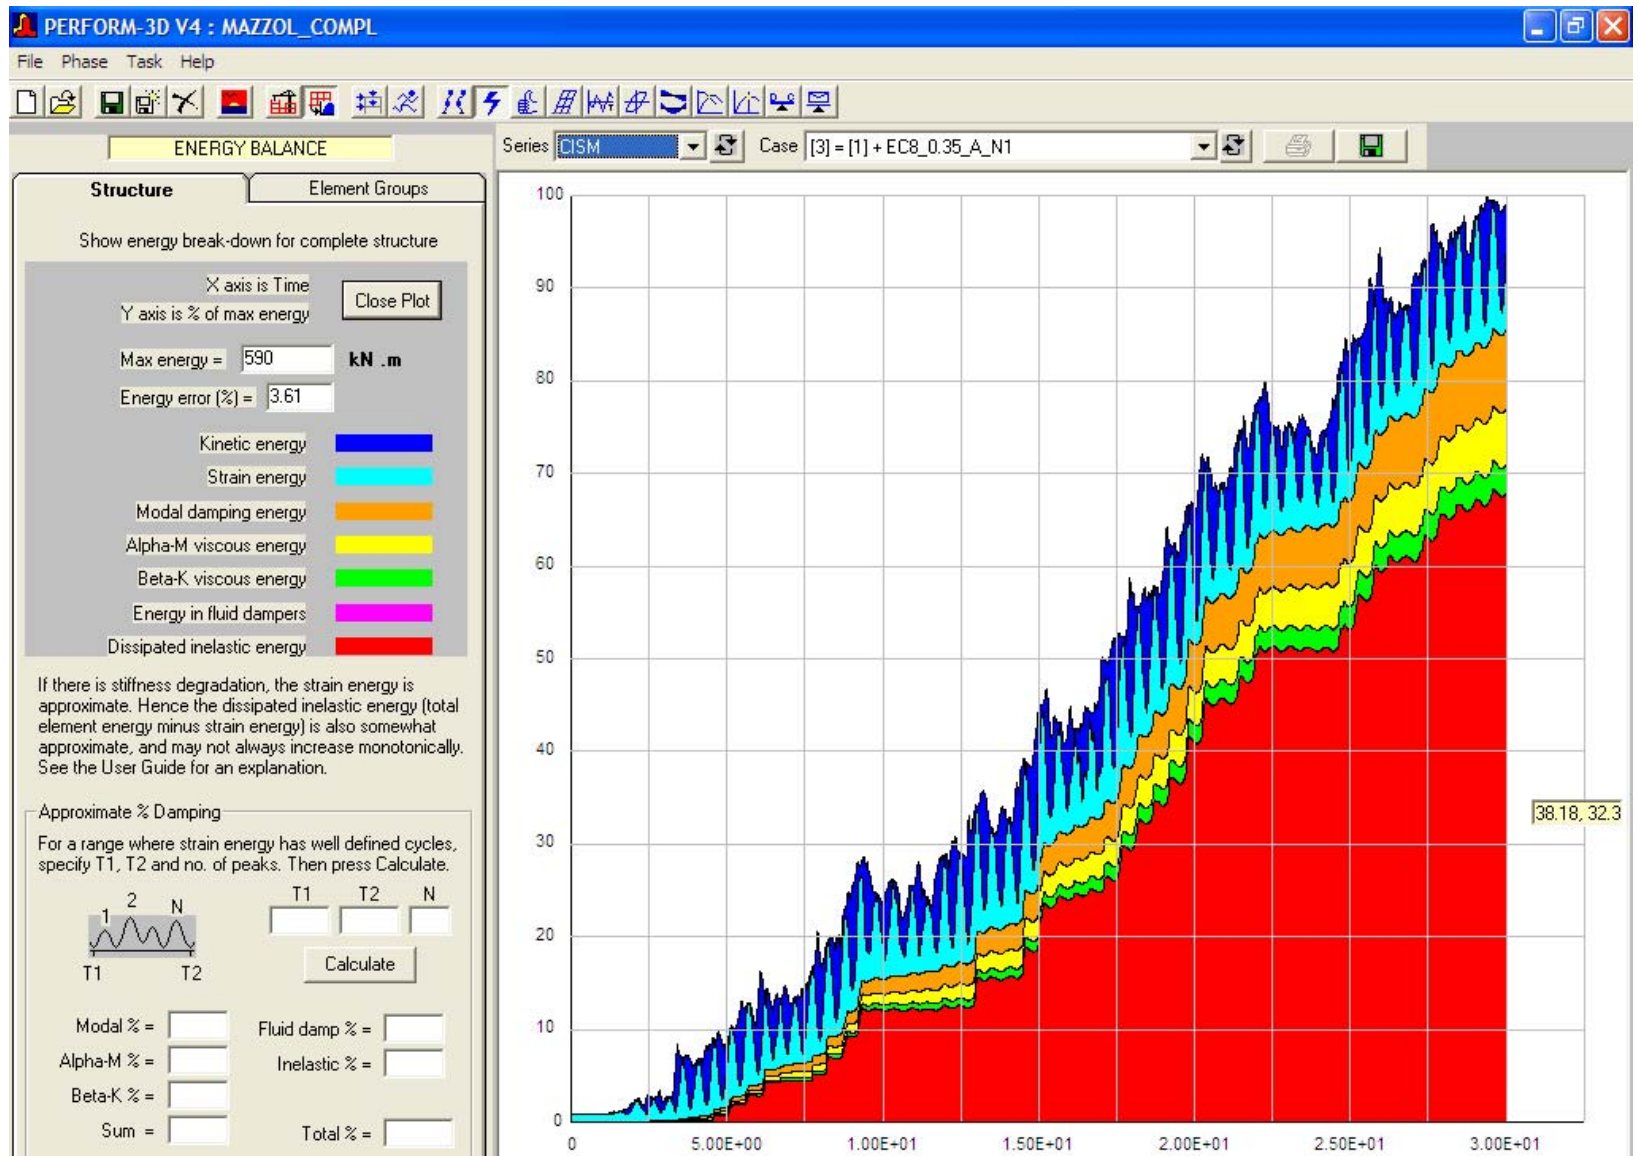 PERFORM-3D V4 : MAZZOL_COMPL
File Phase Task Help
ENERGY BALANCE
Series CISM Case [3] = [1] + EC8_0.35_A_N1
Structure Element Groups
Show energy break-down for complete structure
X axis is Time
Y axis is % of max energy
Close Plot
Max energy = 590 kN .m
Energy error (%) = 3.61
Kinetic energy
Strain energy
Modal damping energy
Alpha-M viscous energy
Beta-K viscous energy
Energy in fluid dampers
Dissipated inelastic energy
If there is stiffness degradation, the strain energy is
approximate. Hence the dissipated inelastic energy (total
element energy minus strain energy) is also somewhat
approximate, and may not always increase monotonically.
See the User Guide for an explanation.
Approximate % Damping
For a range where strain energy has well defined cycles,
specify T1, T2 and no. of peaks. Then press Calculate.
1 2 N
T1 T2
T1 T2 N
Calculate
Modal % = Fluid damp % =
Alpha-M % = Inelastic % =
Beta-K % =
Sum = Total % =
100
90
80
70
60
50
40
30
20
10
0
0 5.00E+00 1.00E+01 1.50E+01 2.00E+01 2.50E+01 3.00E+01
38.18, 32.3